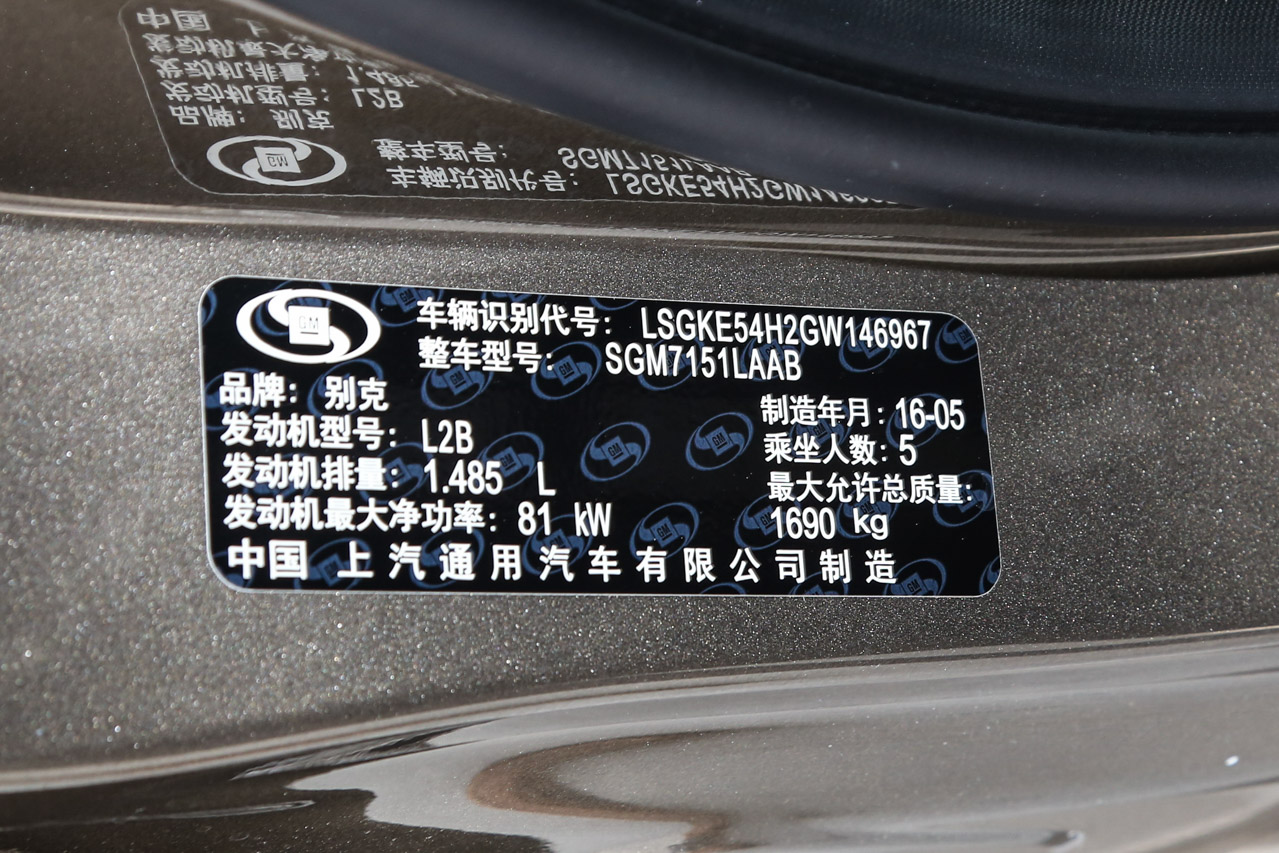 车辆识别代号: LSGKE54H2GW146967
整车型号: SGM7151LAAB
品牌: 别克
制造年月: 16-05
发动机型号: L2B
乘坐人数: 5
发动机排量: 1.485 L
最大允许总质量:
1690 kg
发动机最大净功率: 81 kW
中国 上汽通用汽车有限公司制造
GM